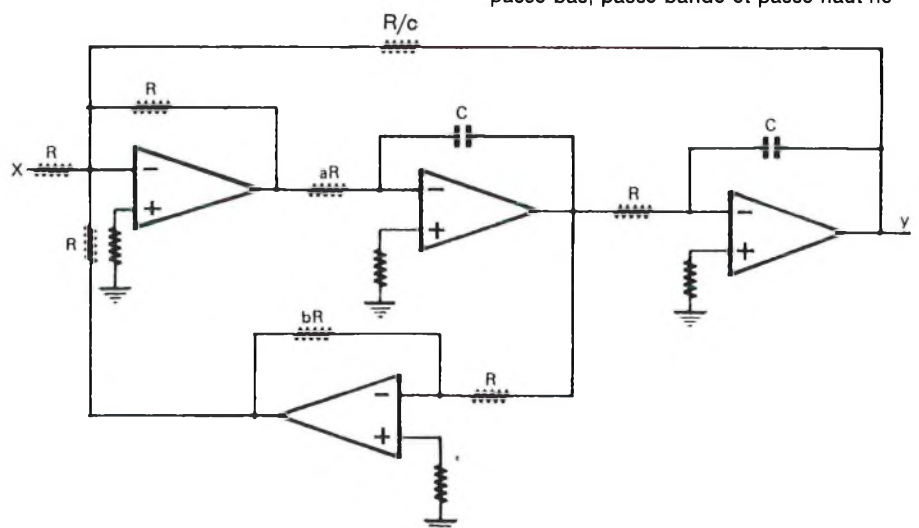 passe-bas, passe-bande et passe-haut ne
R/c
R
C
C
X
R
aR
R
y
−
+
−
+
−
+
R
bR
R
−
+